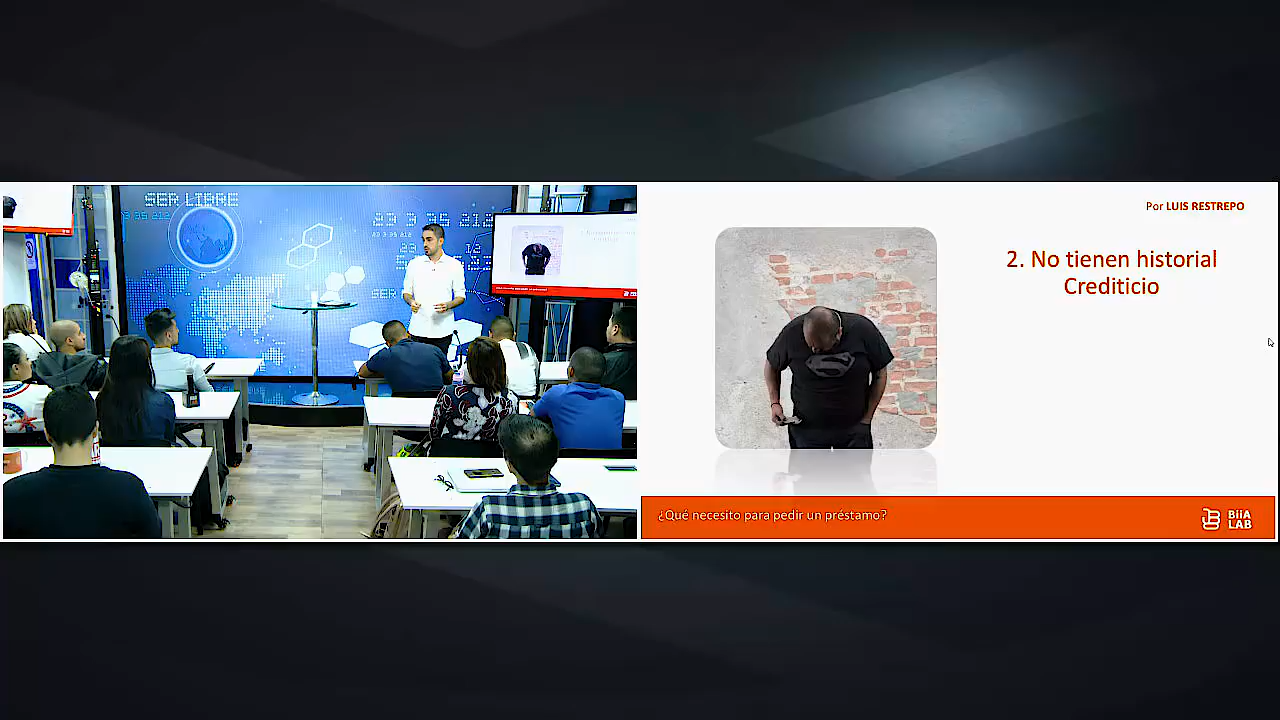 SER LIBRE
Por LUIS RESTREPO
2. No tienen historial
Crediticio
¿Qué necesito para pedir un préstamo?
BiiA
LAB